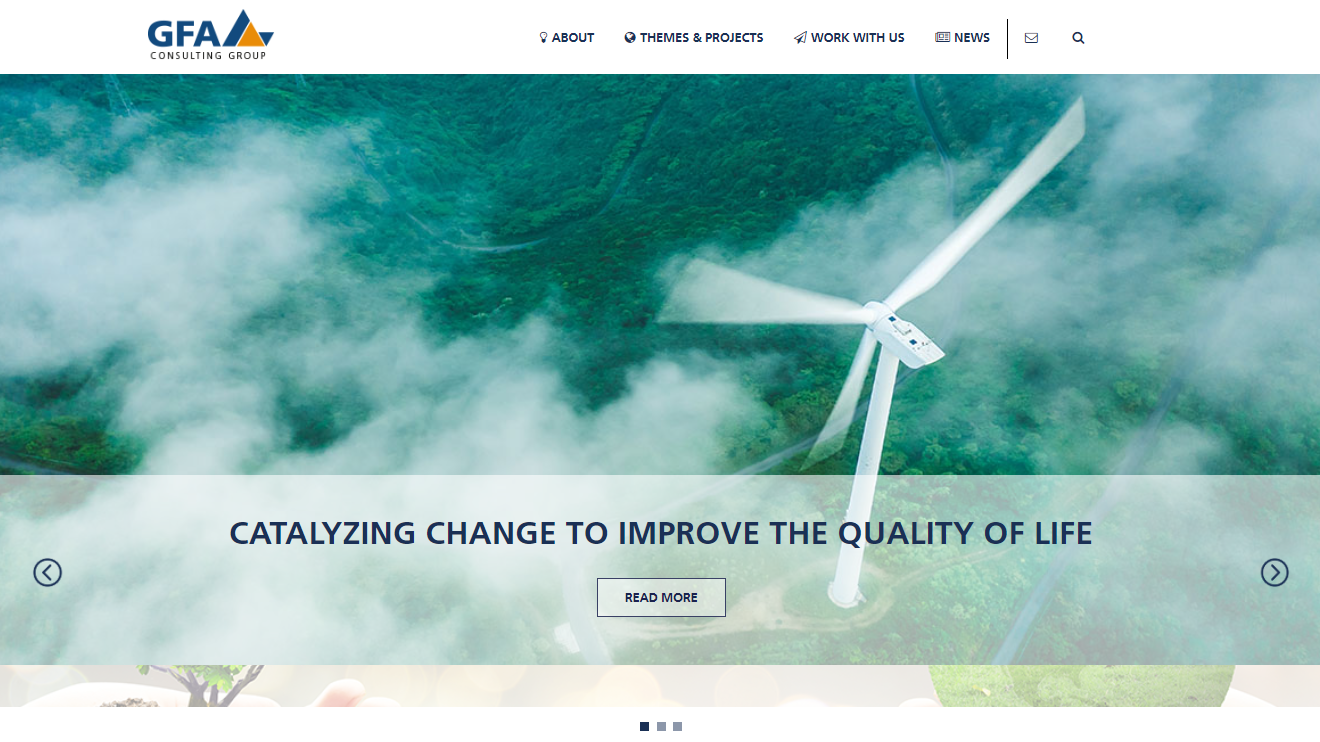 GFA
CONSULTING GROUP
ABOUT
THEMES & PROJECTS
WORK WITH US
NEWS
CATALYZING CHANGE TO IMPROVE THE QUALITY OF LIFE
READ MORE